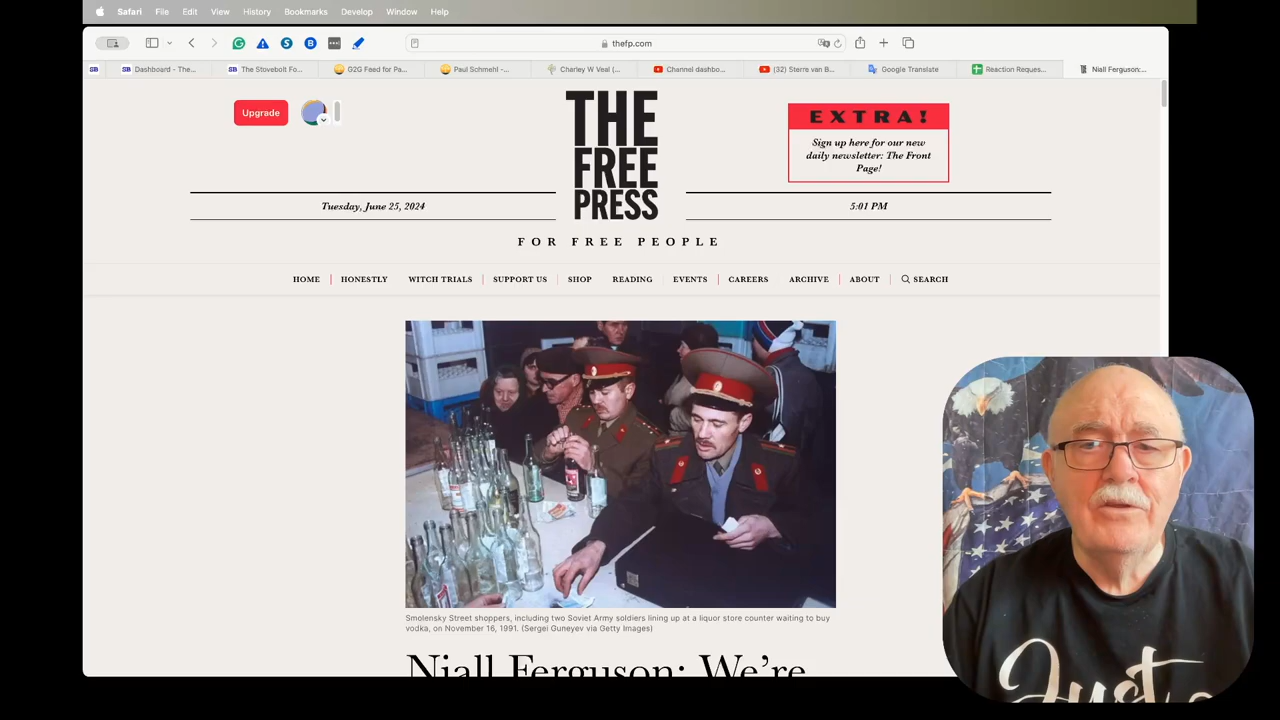 Safari File Edit View History Bookmarks Develop Window Help
thefp.com
SB Dashboard - The... SB The Stovebolt Fo... G2G Feed for Pa... Paul Schmehl -... Charley W Veal (... Channel dashbo... (32) Sterre van B... Google Translate Reaction Reques... Niall Ferguson:...
Upgrade
THE
FREE
PRESS
EXTRA!
Sign up here for our new
daily newsletter: The Front
Page!
Tuesday, June 25, 2024
5:01 PM
FOR FREE PEOPLE
HOME HONESTLY WITCH TRIALS SUPPORT US SHOP READING EVENTS CAREERS ARCHIVE ABOUT SEARCH
Smolensky Street shoppers, including two Soviet Army soldiers lining up at a liquor store counter waiting to buy
vodka, on November 16, 1991. (Sergei Guneyev via Getty Images)
Niall Ferguson: We're
Just